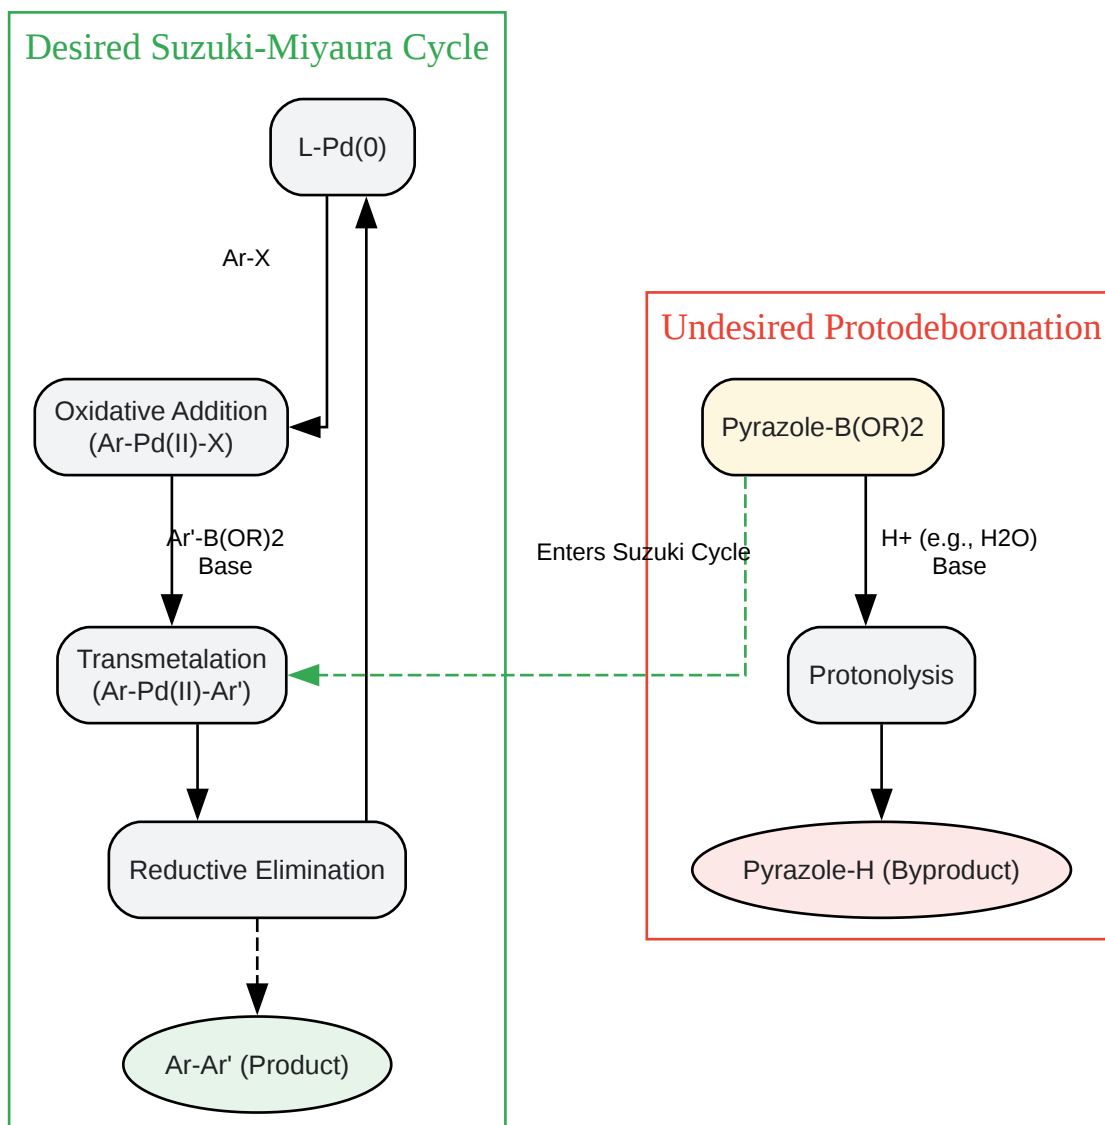 Desired Suzuki-Miyaura Cycle
L-Pd(0)
Ar-X
Oxidative Addition
(Ar-Pd(II)-X)
Ar'-B(OR)2
Base
Transmetalation
(Ar-Pd(II)-Ar')
Reductive Elimination
Ar-Ar' (Product)
Enters Suzuki Cycle
Undesired Protodeboronation
Pyrazole-B(OR)2
H+ (e.g., H2O)
Base
Protonolysis
Pyrazole-H (Byproduct)